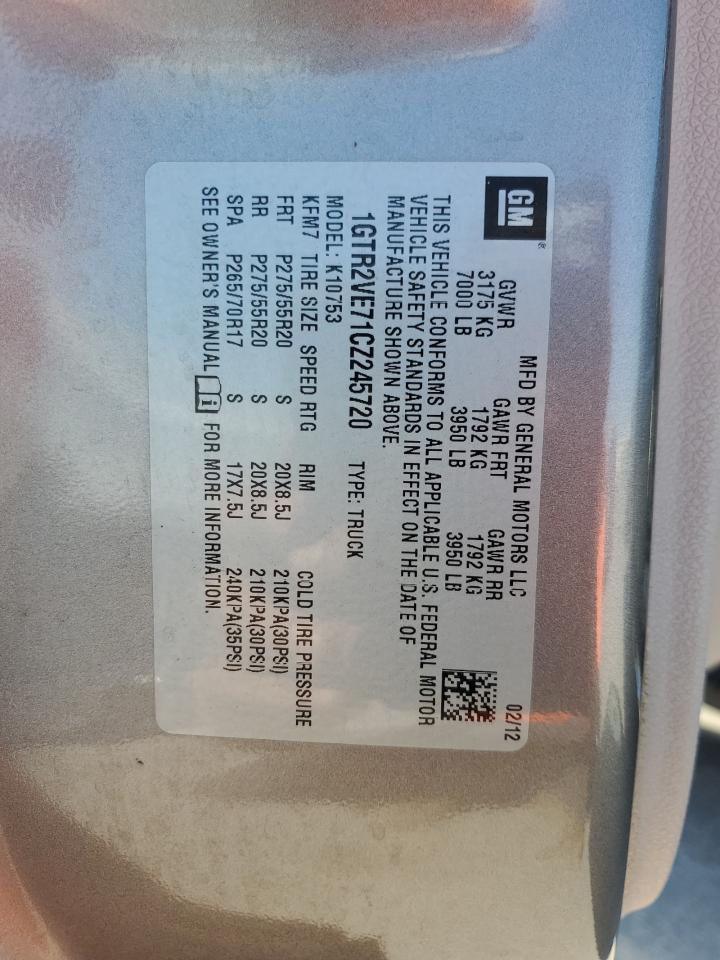 GM®
MFD BY GENERAL MOTORS LLC 02/12
GVWR GAWR FRT GAWR RR
3175 KG 1792 KG 1792 KG
7000 LB 3950 LB 3950 LB
THIS VEHICLE CONFORMS TO ALL APPLICABLE U.S. FEDERAL MOTOR
VEHICLE SAFETY STANDARDS IN EFFECT ON THE DATE OF
MANUFACTURE SHOWN ABOVE.
1GTR2VE71CZ245720 TYPE: TRUCK
MODEL: K10753
KFM7 TIRE SIZE SPEED RTG RIM COLD TIRE PRESSURE
FRT P275/55R20 S 20X8.5J 210KPA(30PSI)
RR P275/55R20 S 20X8.5J 210KPA(30PSI)
SPA P265/70R17 S 17X7.5J 240KPA(35PSI)
SEE OWNER'S MANUAL i FOR MORE INFORMATION.